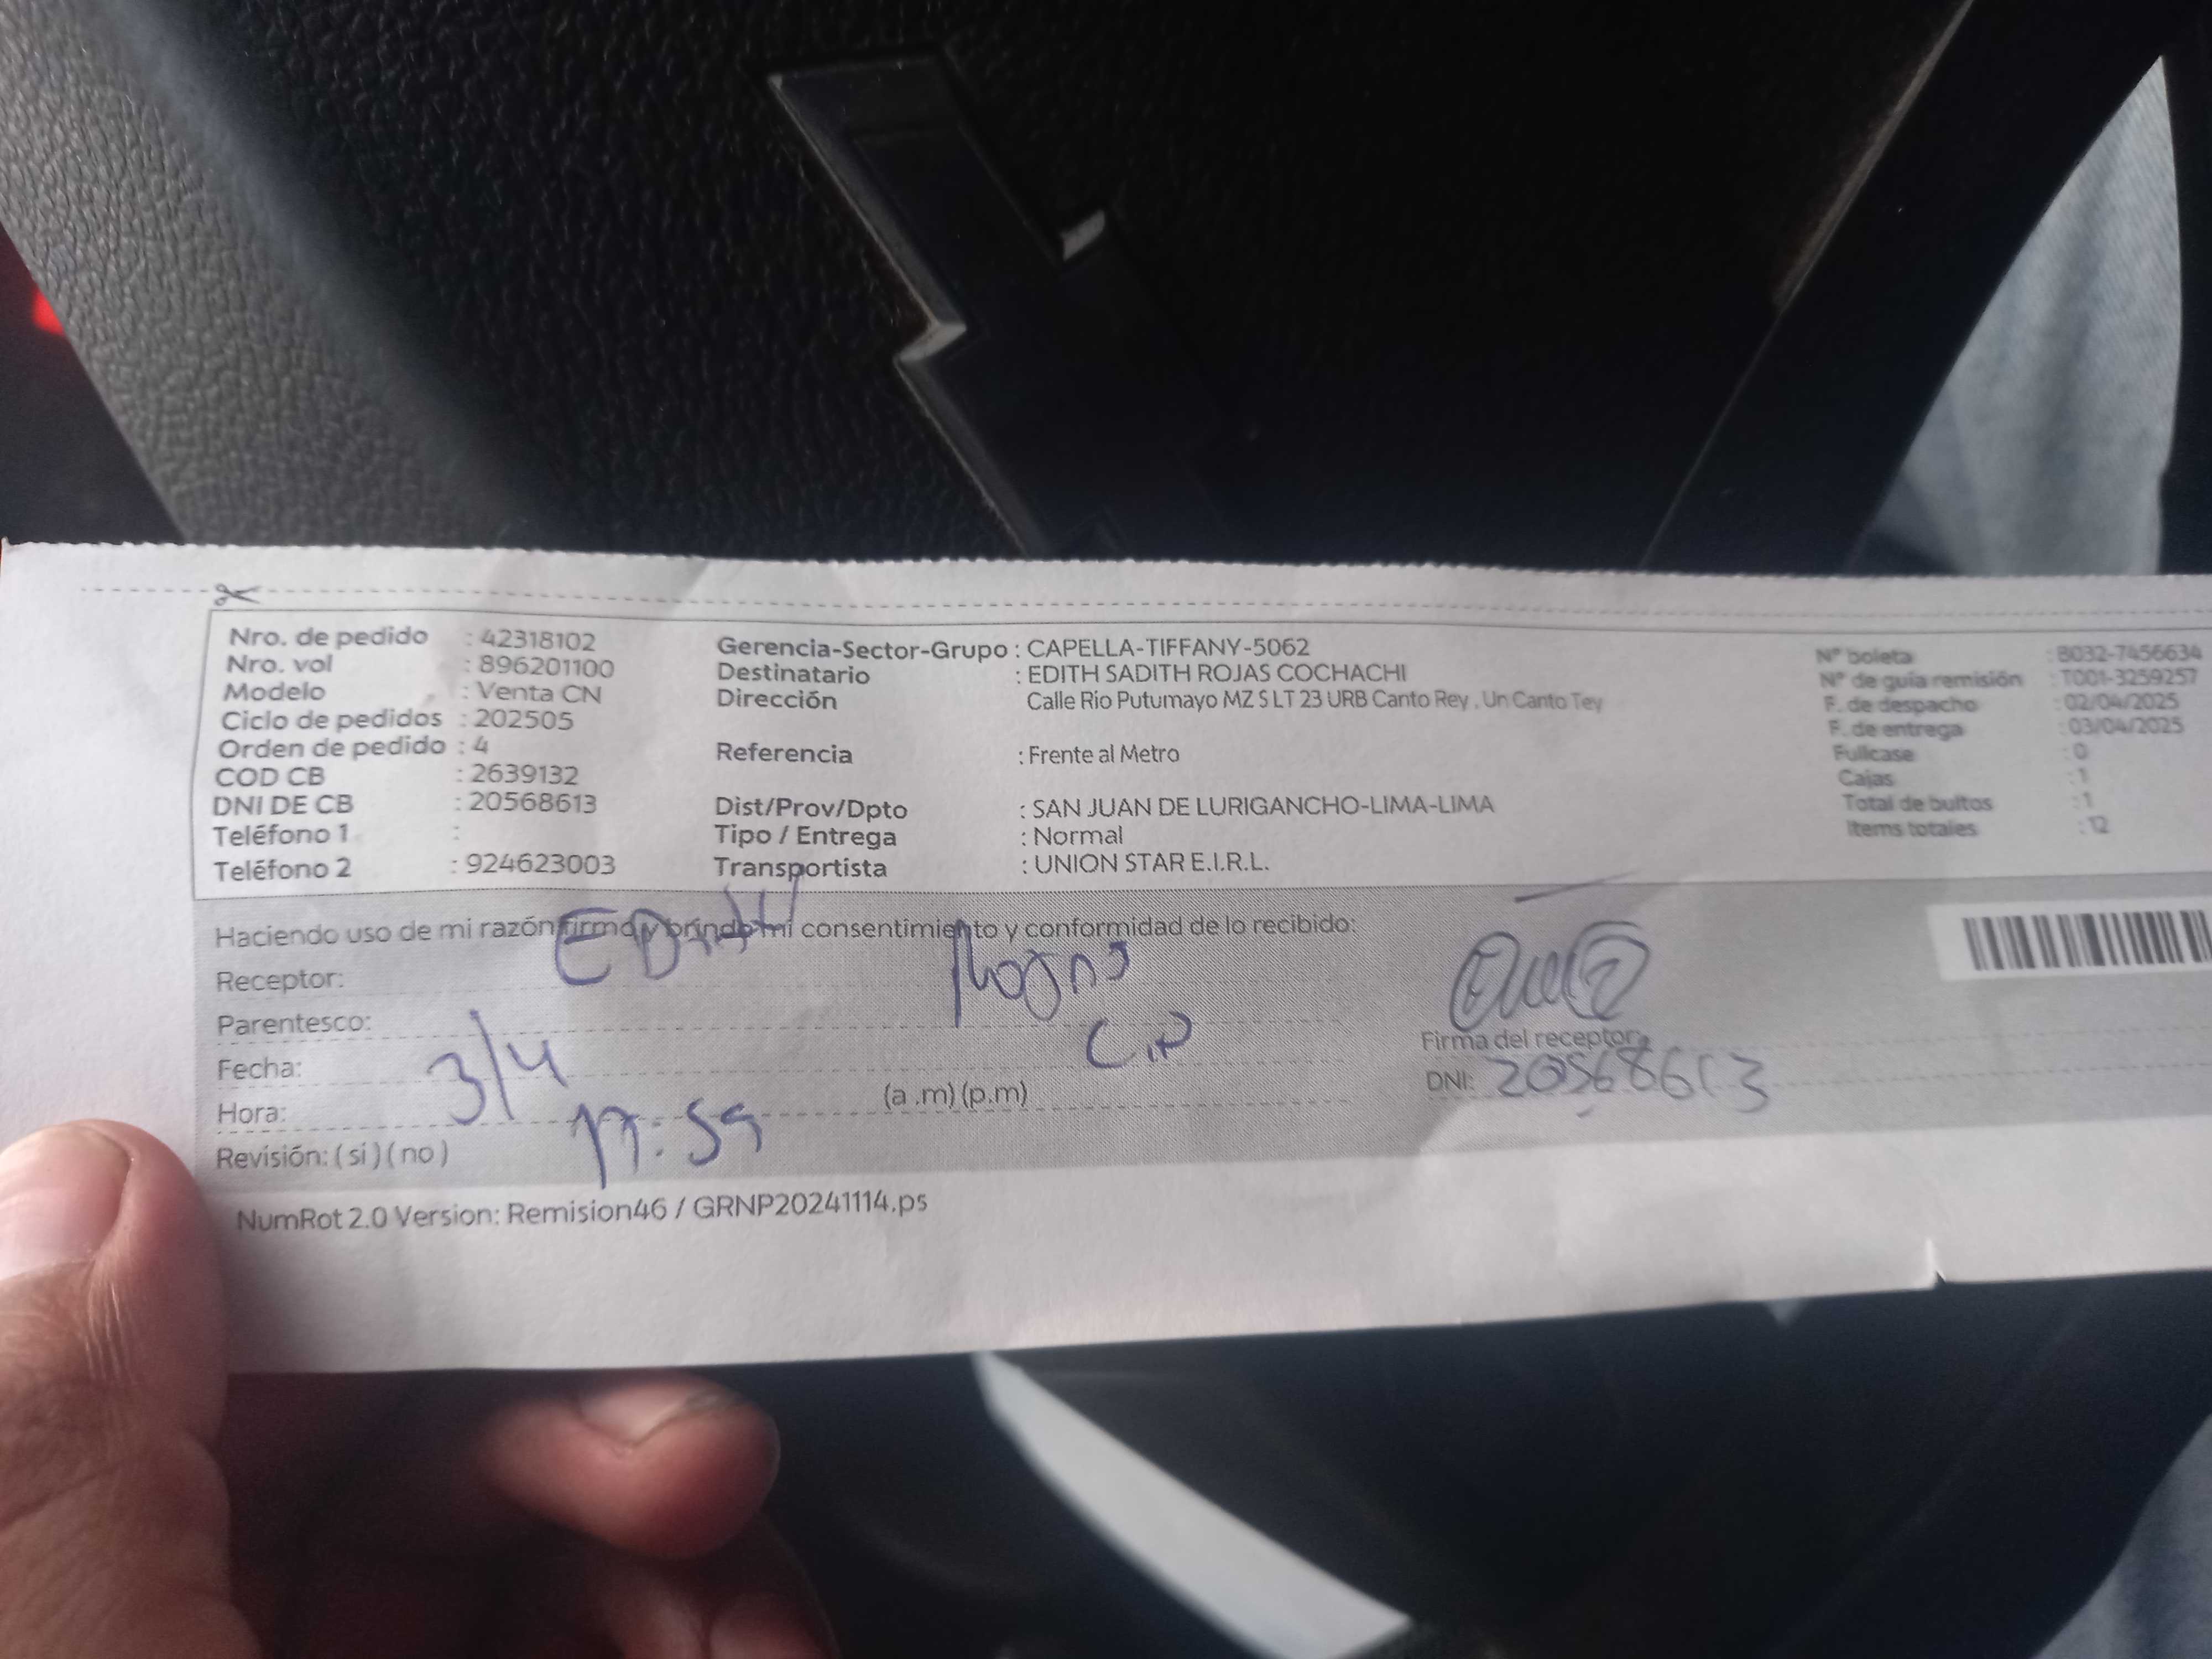 Nro. de pedido : 42318102
Nro. vol : 896201100
Modelo : Venta CN
Ciclo de pedidos : 202505
Orden de pedido : 4
COD CB : 2639132
DNI DE CB : 20568613
Teléfono 1 :
Teléfono 2 : 924623003
Gerencia-Sector-Grupo : CAPELLA-TIFFANY-5062
Destinatario : EDITH SADITH ROJAS COCHACHI
Dirección Calle Rio Putumayo MZ S LT 23 URB Canto Rey , Un Canto Tey
Referencia : Frente al Metro
Dist/Prov/Dpto : SAN JUAN DE LURIGANCHO-LIMA-LIMA
Tipo / Entrega : Normal
Transportista : UNION STAR E.I.R.L.
N° boleta : B032-7456634
N° de guía remisión : T001-3259257
F. de despacho : 02/04/2025
F. de entrega : 03/04/2025
Fullcase : 0
Cajas : 1
Total de bultos : 1
Items totales : 12
Haciendo uso de mi razón firmo y brindo mi consentimiento y conformidad de lo recibido:
Receptor: EDith Rojas
Parentesco:
Fecha: 3/4
Hora: 17:59 (a .m) (p.m)
Revisión: ( si ) ( no )
Firma del receptor:
DNI: 20568613
NumRot 2.0 Version: Remision46 / GRNP20241114.ps